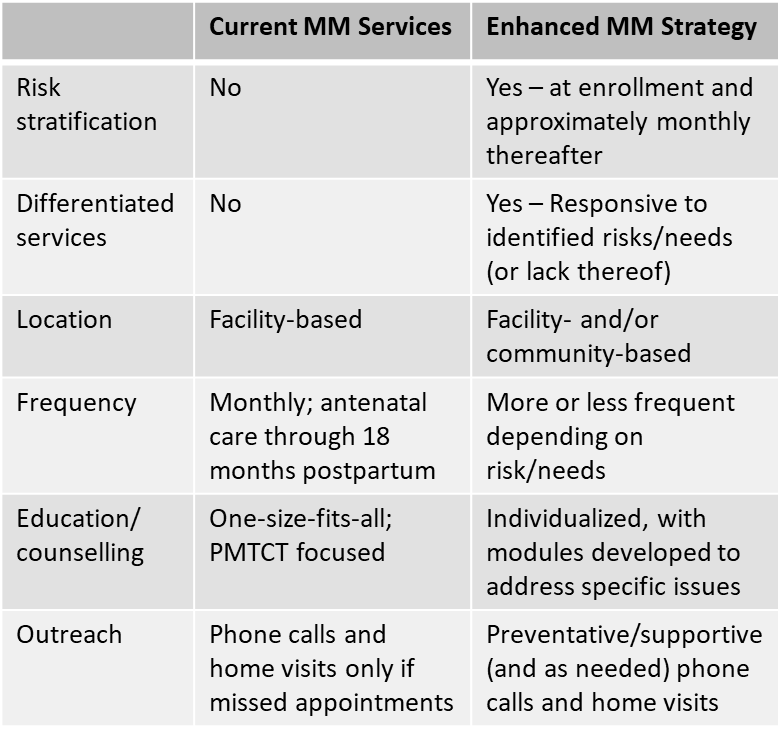 Current MM Services
Enhanced MM Strategy
Risk
stratification
No
Yes – at enrollment and
approximately monthly
thereafter
Differentiated
services
No
Yes – Responsive to
identified risks/needs
(or lack thereof)
Location
Facility-based
Facility- and/or
community-based
Frequency
Monthly; antenatal
care through 18
months postpartum
More or less frequent
depending on
risk/needs
Education/
counselling
One-size-fits-all;
PMTCT focused
Individualized, with
modules developed to
address specific issues
Outreach
Phone calls and
home visits only if
missed appointments
Preventative/supportive
(and as needed) phone
calls and home visits